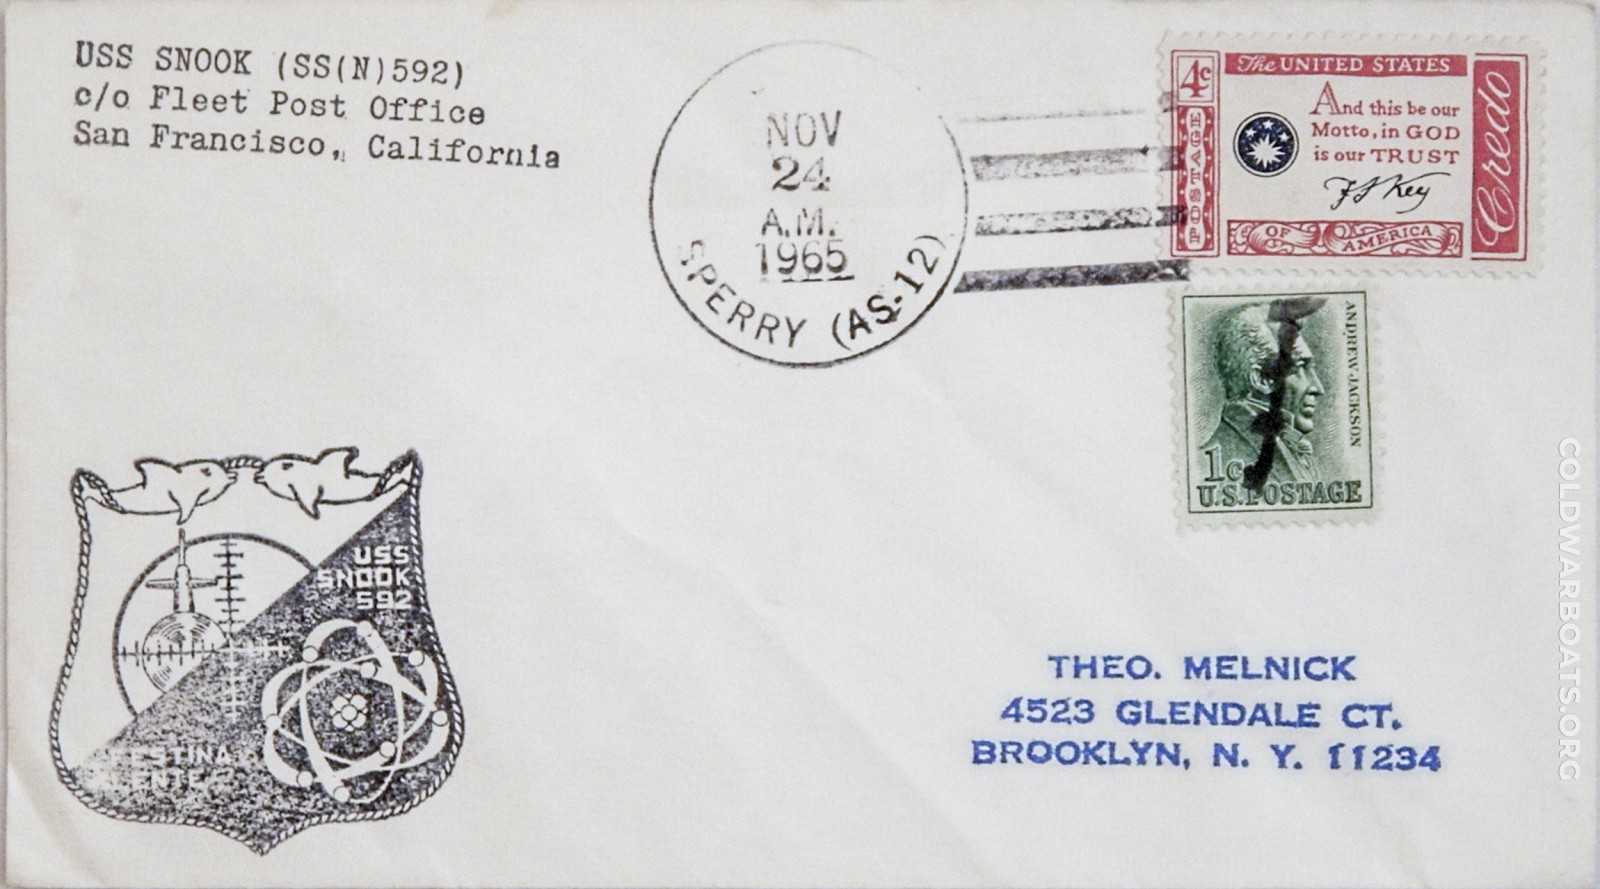 USS SNOOK (SS(N)592)
c/o Fleet Post Office
San Francisco, California
NOV
24
A.M.
1965
SPERRY (AS-12)
4c
POSTAGE
The UNITED STATES
And this be our
Motto, in GOD
is our TRUST
F S Key
OF AMERICA
Credo
ANDREW JACKSON
1c
U.S. POSTAGE
USS
SNOOK
592
FESTINA
LENTE
THEO. MELNICK
4523 GLENDALE CT.
BROOKLYN, N. Y. 11234
COLDWARBOATS.ORG